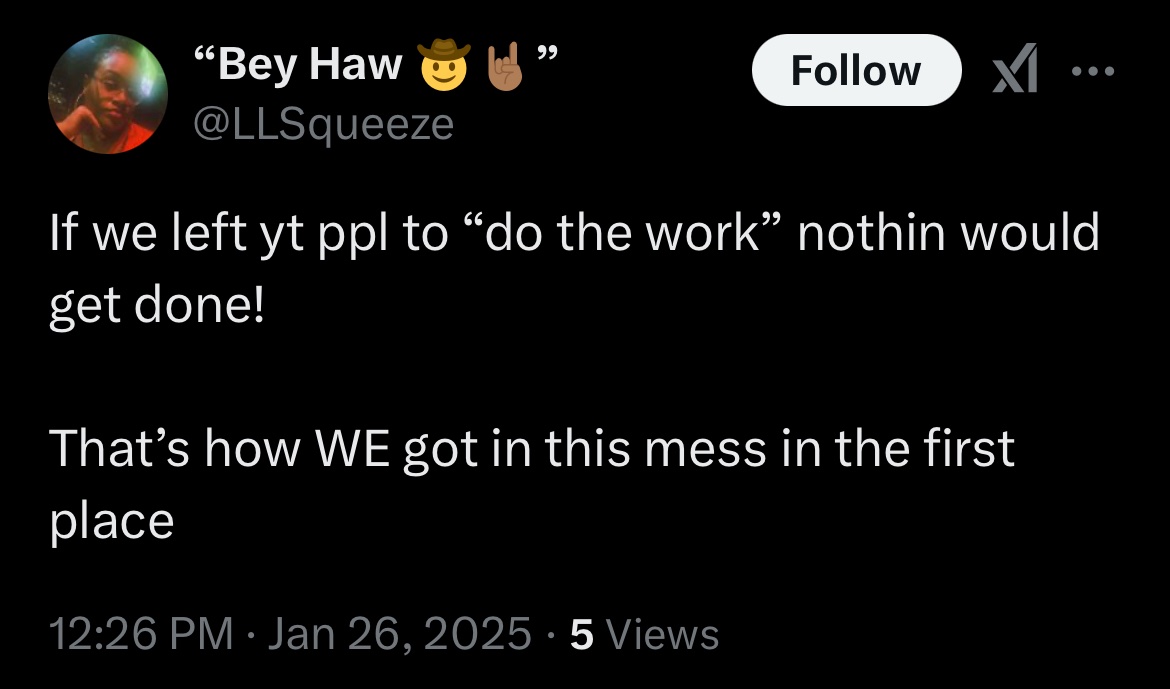 “Bey Haw 🤠🤘🏽”
Follow
@LLSqueeze
If we left yt ppl to “do the work” nothin would
get done!
That’s how WE got in this mess in the first
place
12:26 PM · Jan 26, 2025 · 5 Views